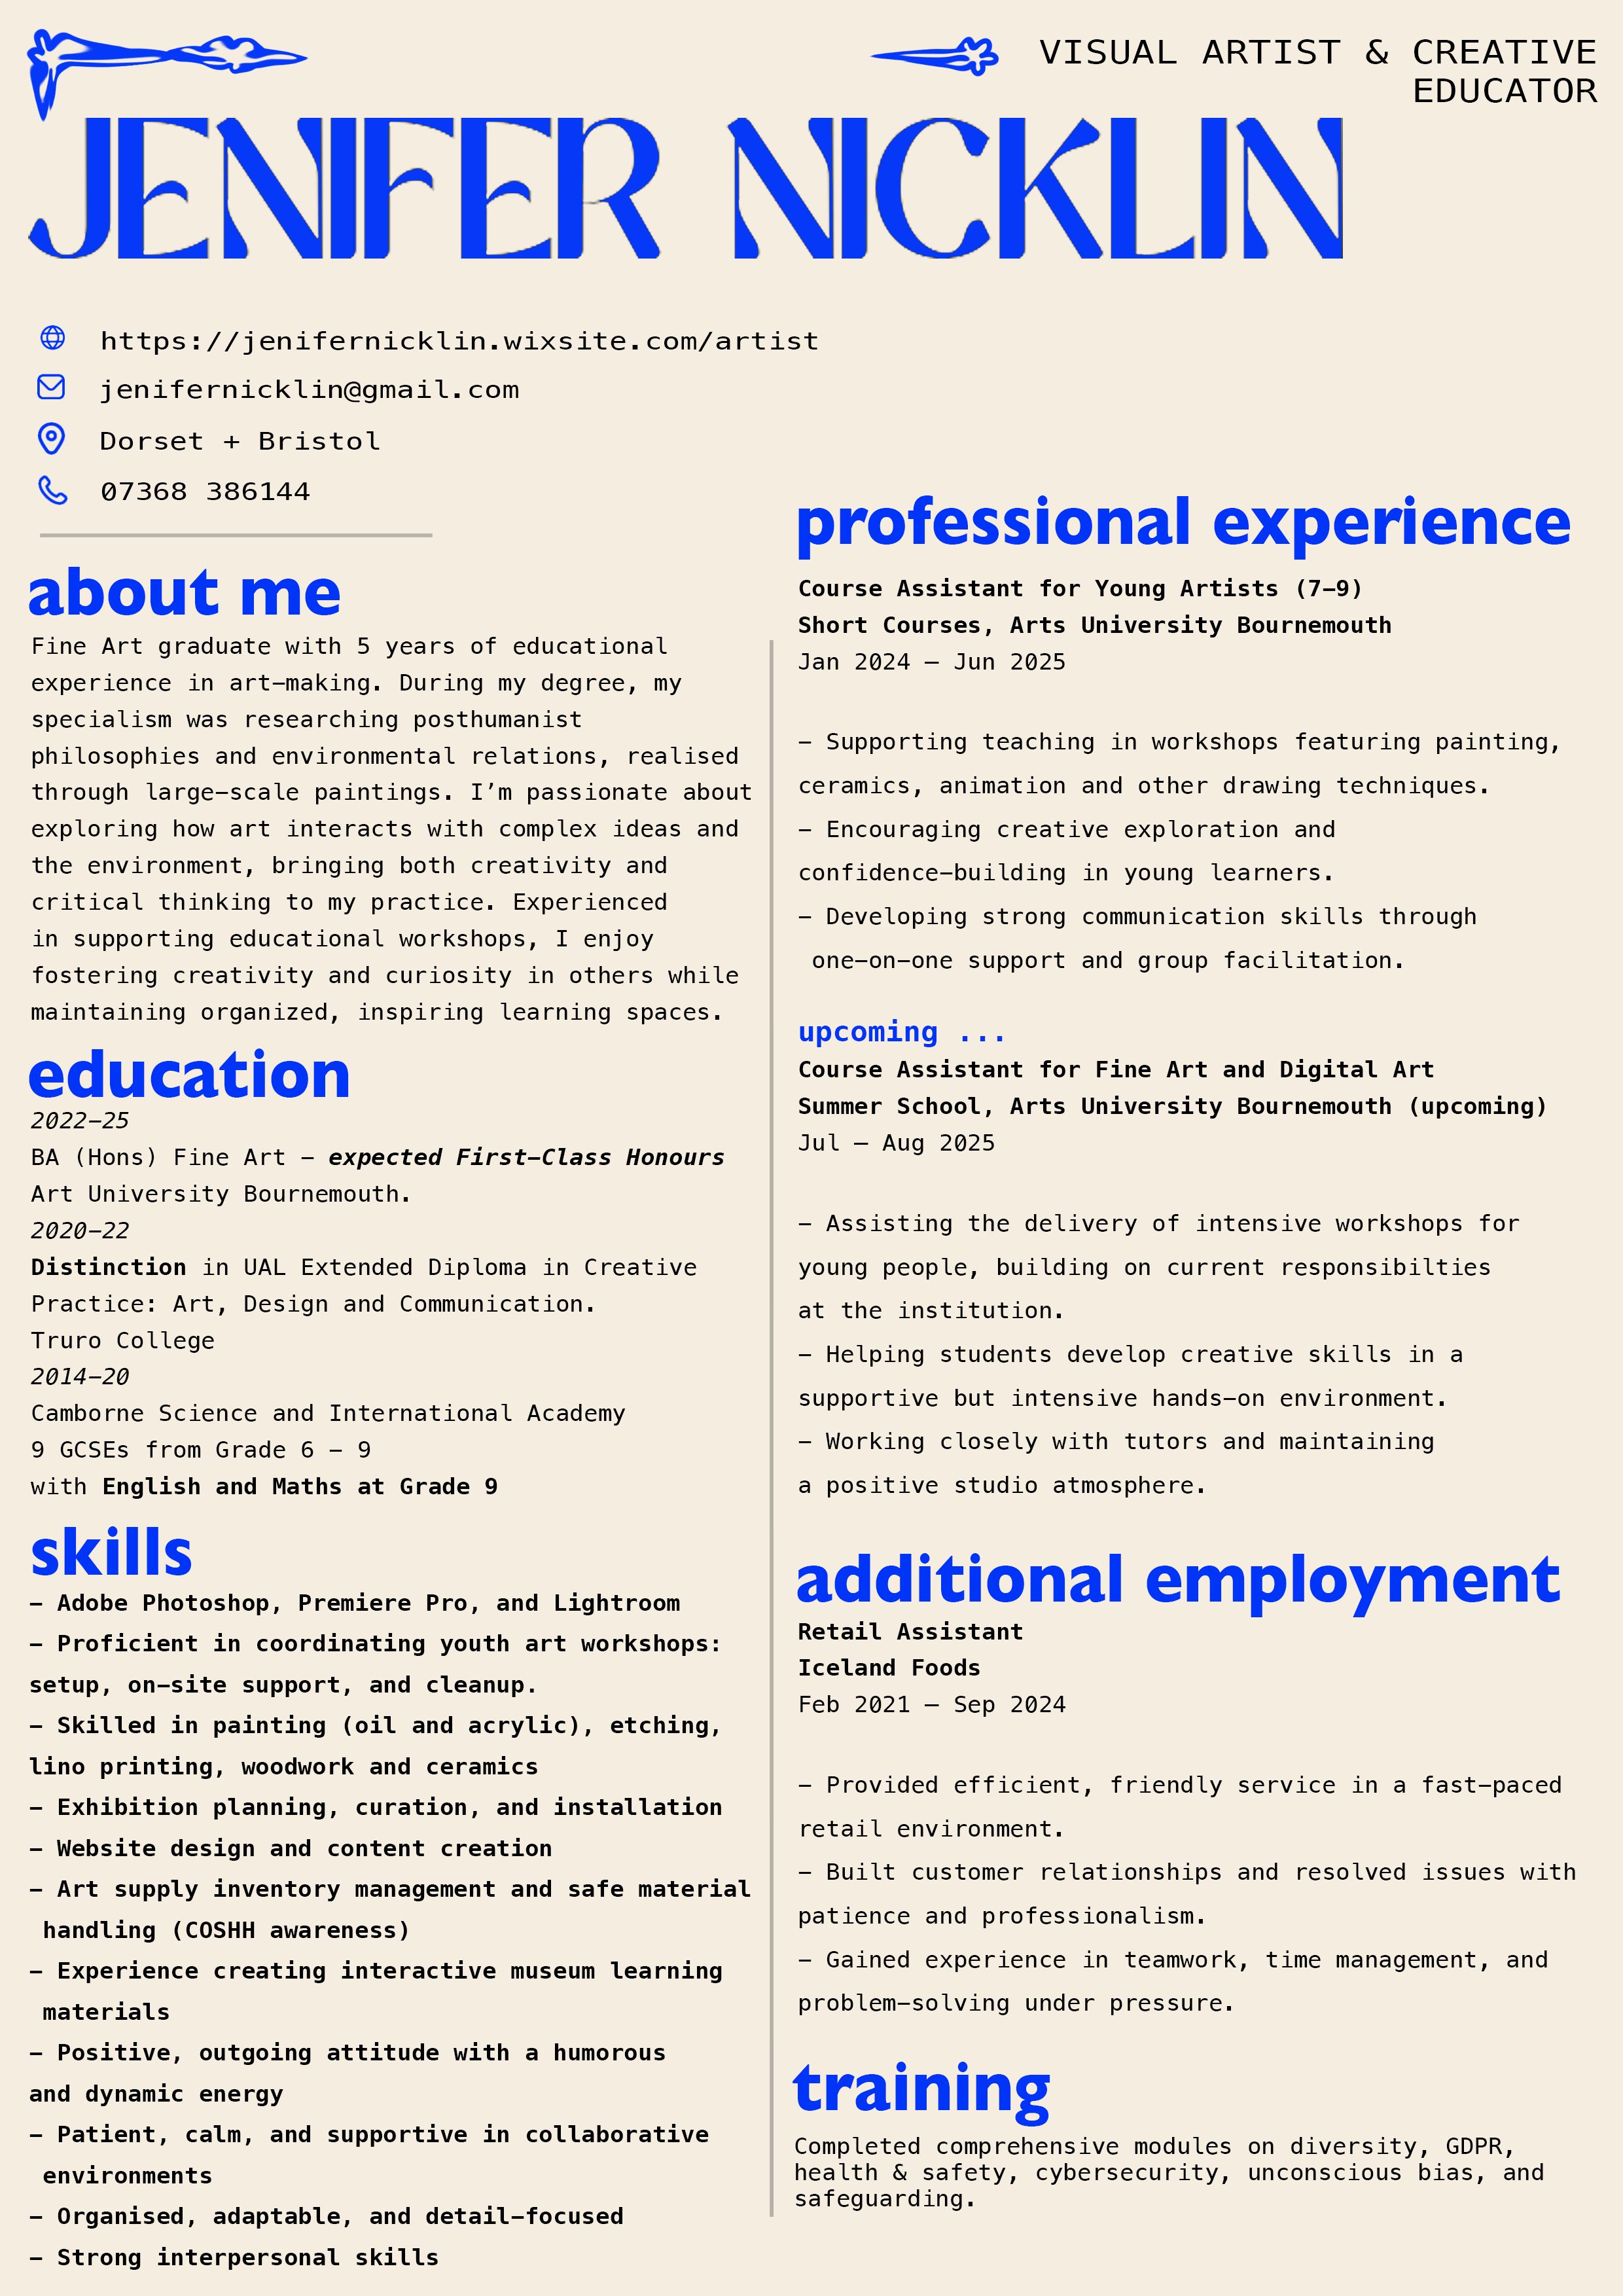 VISUAL ARTIST & CREATIVE
EDUCATOR
JENIFER NICKLIN
https://jenifernicklin.wixsite.com/artist
jenifernicklin@gmail.com
Dorset + Bristol
07368 386144
about me
Fine Art graduate with 5 years of educational
experience in art-making. During my degree, my
specialism was researching posthumanist
philosophies and environmental relations, realised
through large-scale paintings. I’m passionate about
exploring how art interacts with complex ideas and
the environment, bringing both creativity and
critical thinking to my practice. Experienced
in supporting educational workshops, I enjoy
fostering creativity and curiosity in others while
maintaining organized, inspiring learning spaces.
education
2022-25
BA (Hons) Fine Art - expected First-Class Honours
Art University Bournemouth.
2020-22
Distinction in UAL Extended Diploma in Creative
Practice: Art, Design and Communication.
Truro College
2014-20
Camborne Science and International Academy
9 GCSEs from Grade 6 - 9
with English and Maths at Grade 9
skills
- Adobe Photoshop, Premiere Pro, and Lightroom
- Proficient in coordinating youth art workshops:
setup, on-site support, and cleanup.
- Skilled in painting (oil and acrylic), etching,
lino printing, woodwork and ceramics
- Exhibition planning, curation, and installation
- Website design and content creation
- Art supply inventory management and safe material
handling (COSHH awareness)
- Experience creating interactive museum learning
materials
- Positive, outgoing attitude with a humorous
and dynamic energy
- Patient, calm, and supportive in collaborative
environments
- Organised, adaptable, and detail-focused
- Strong interpersonal skills
professional experience
Course Assistant for Young Artists (7-9)
Short Courses, Arts University Bournemouth
Jan 2024 – Jun 2025
- Supporting teaching in workshops featuring painting,
ceramics, animation and other drawing techniques.
- Encouraging creative exploration and
confidence-building in young learners.
- Developing strong communication skills through
one-on-one support and group facilitation.
upcoming ...
Course Assistant for Fine Art and Digital Art
Summer School, Arts University Bournemouth (upcoming)
Jul – Aug 2025
- Assisting the delivery of intensive workshops for
young people, building on current responsibilties
at the institution.
- Helping students develop creative skills in a
supportive but intensive hands-on environment.
- Working closely with tutors and maintaining
a positive studio atmosphere.
additional employment
Retail Assistant
Iceland Foods
Feb 2021 – Sep 2024
- Provided efficient, friendly service in a fast-paced
retail environment.
- Built customer relationships and resolved issues with
patience and professionalism.
- Gained experience in teamwork, time management, and
problem-solving under pressure.
training
Completed comprehensive modules on diversity, GDPR,
health & safety, cybersecurity, unconscious bias, and
safeguarding.